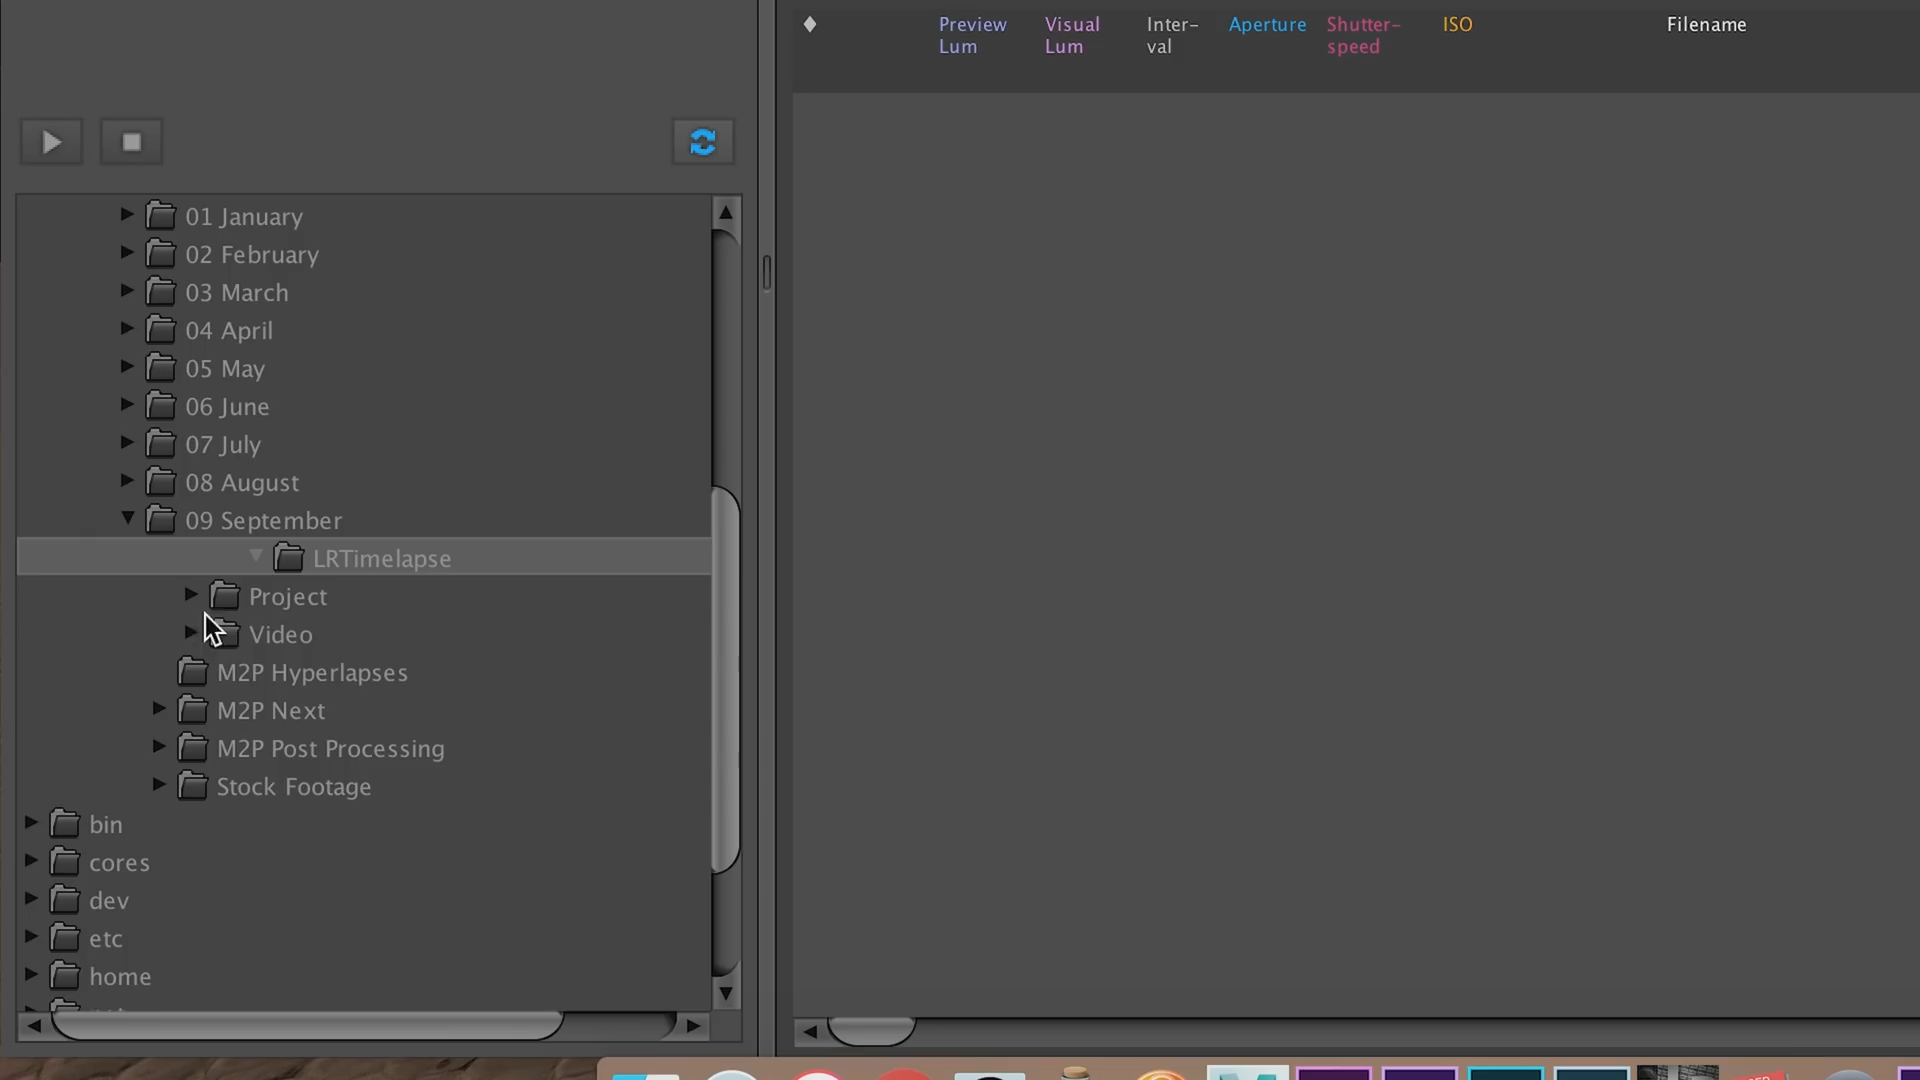 Preview Lum
Visual Lum
Inter-val
Aperture
Shutter-speed
ISO
Filename
01 January
02 February
03 March
04 April
05 May
06 June
07 July
08 August
09 September
LRTimelapse
Project
Video
M2P Hyperlapses
M2P Next
M2P Post Processing
Stock Footage
bin
cores
dev
etc
home